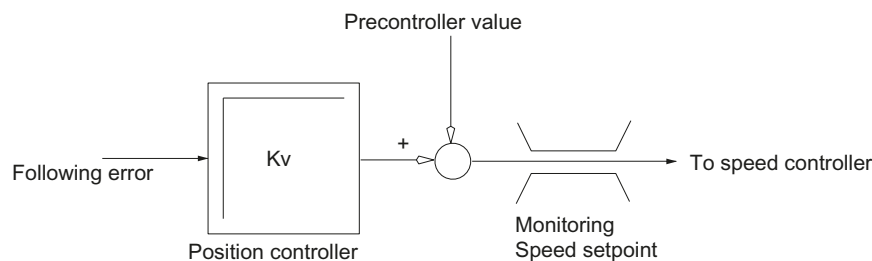 Precontroller value
+
Kv
Following error
To speed controller
Position controller
Monitoring
Speed setpoint